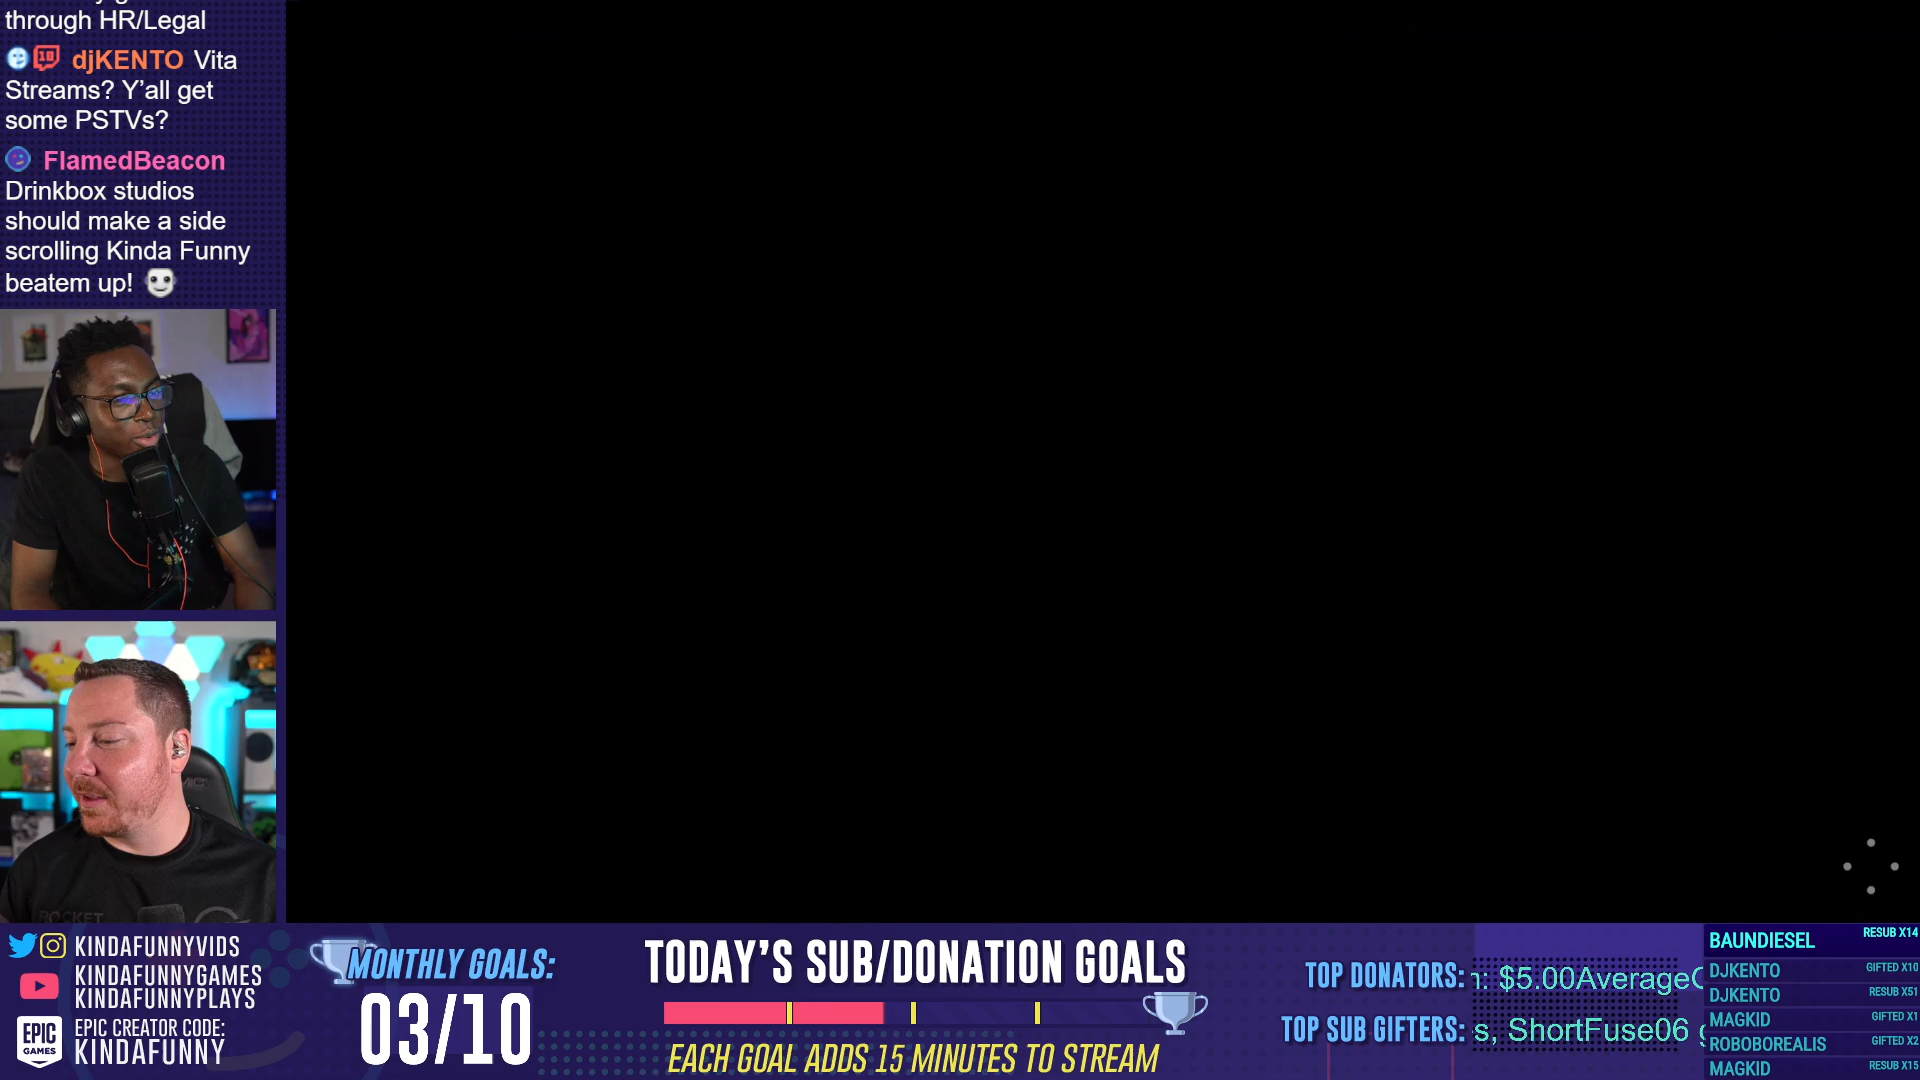 through HR/Legal
djKENTO Vita
Streams? Y'all get
some PSTVs?
FlamedBeacon
Drinkbox studios
should make a side
scrolling Kinda Funny
beatem up!
ROCKET
KINDAFUNNYVIDS
KINDAFUNNYGAMES
KINDAFUNNYPLAYS
EPIC GAMES
EPIC CREATOR CODE:
KINDAFUNNY
MONTHLY GOALS:
03/10
TODAY'S SUB/DONATION GOALS
EACH GOAL ADDS 15 MINUTES TO STREAM
TOP DONATORS: : $5.00Average
TOP SUB GIFTERS: s, ShortFuse06 g
BAUNDIESEL RESUB X14
DJKENTO GIFTED X10
DJKENTO RESUB X51
MAGKID GIFTED X1
ROBOBOREALIS GIFTED X2
MAGKID RESUB X15